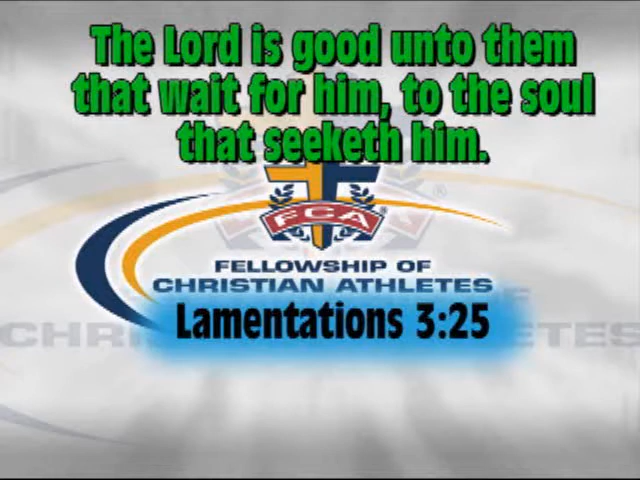 The Lord is good unto them
that wait for him, to the soul
that seeketh him.
FCA
®
FELLOWSHIP OF
CHRISTIAN ATHLETES
Lamentations 3:25